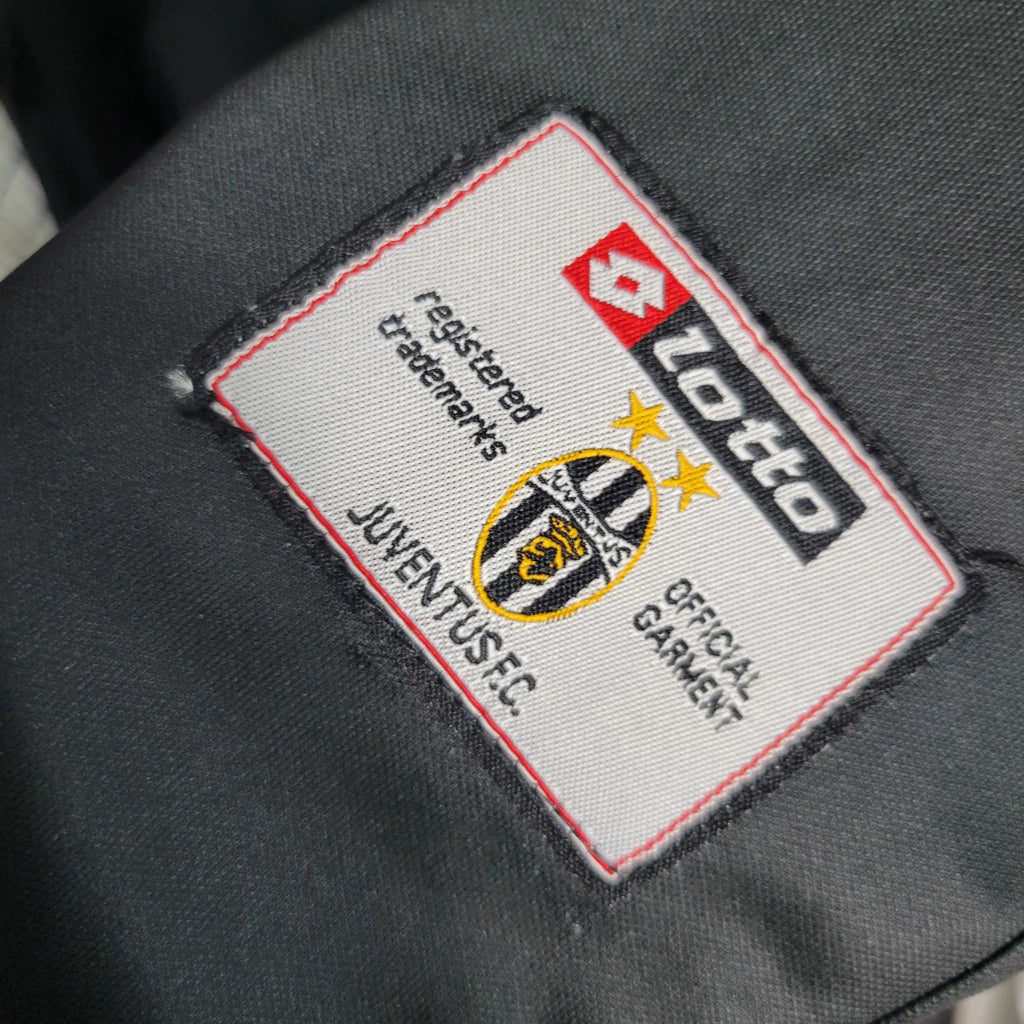 lotto
registered
trademarks
JUVENTUS
OFFICIAL
GARMENT
JUVENTUS F.C.